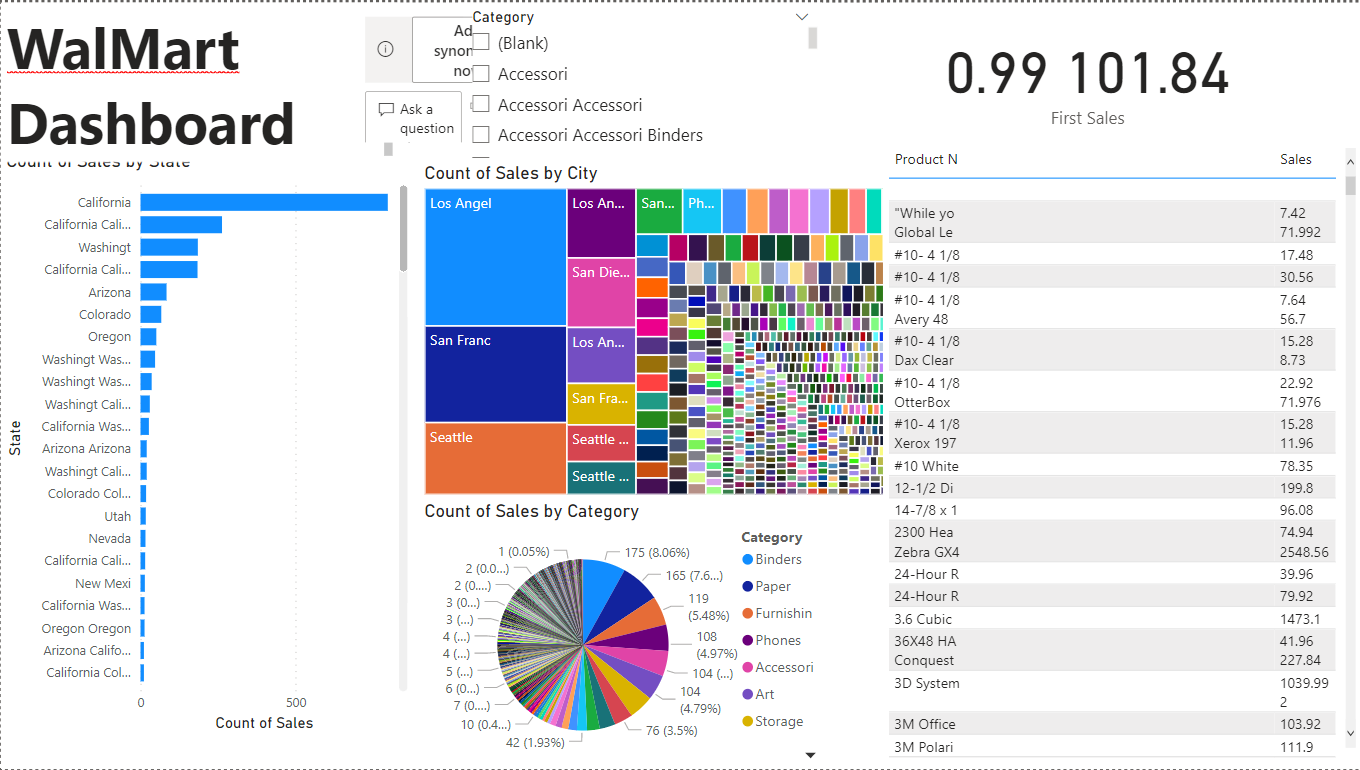 WalMart
Dashboard
Ad
synon
Ask a
question
Category
(Blank)
Accessori
Accessori Accessori
Accessori Accessori Binders
0.99 101.84
First Sales
Count of Sales by State
State
California
California Cali...
Washingt
California Cali...
Arizona
Colorado
Oregon
Washingt Was...
Washingt Was...
Washingt Cali...
California Was...
Arizona Arizona
Washingt Cali...
Colorado Col...
Utah
Nevada
California Cali...
New Mexi
California Was...
Oregon Oregon
Arizona Califo...
California Col...
0
500
Count of Sales
Count of Sales by City
Los Angel
San Franc
Seattle
Los An...
San Die...
Los An...
San Fra...
Seattle ...
Seattle ...
San...
Ph...
Count of Sales by Category
1 (0.05%)
2 (0.0...)
2 (0....)
3 (0...)
3 (...)
4 (...)
4 (...)
5 (...)
6 (0...)
7 (0....)
10 (0.4...)
42 (1.93%)
175 (8.06%)
165 (7.6...)
119
(5.48%)
108
(4.97%)
104 (...)
104
(4.79%)
76 (3.5%)
Category
Binders
Paper
Furnishin
Phones
Accessori
Art
Storage
Product N Sales
"While yo 7.42
Global Le 71.992
#10- 4 1/8 17.48
#10- 4 1/8 30.56
#10- 4 1/8 7.64
Avery 48 56.7
#10- 4 1/8 15.28
Dax Clear 8.73
#10- 4 1/8 22.92
OtterBox 71.976
#10- 4 1/8 15.28
Xerox 197 11.96
#10 White 78.35
12-1/2 Di 199.8
14-7/8 x 1 96.08
2300 Hea 74.94
Zebra GX4 2548.56
24-Hour R 39.96
24-Hour R 79.92
3.6 Cubic 1473.1
36X48 HA 41.96
Conquest 227.84
3D System 1039.99
2
3M Office 103.92
3M Polari 111.9